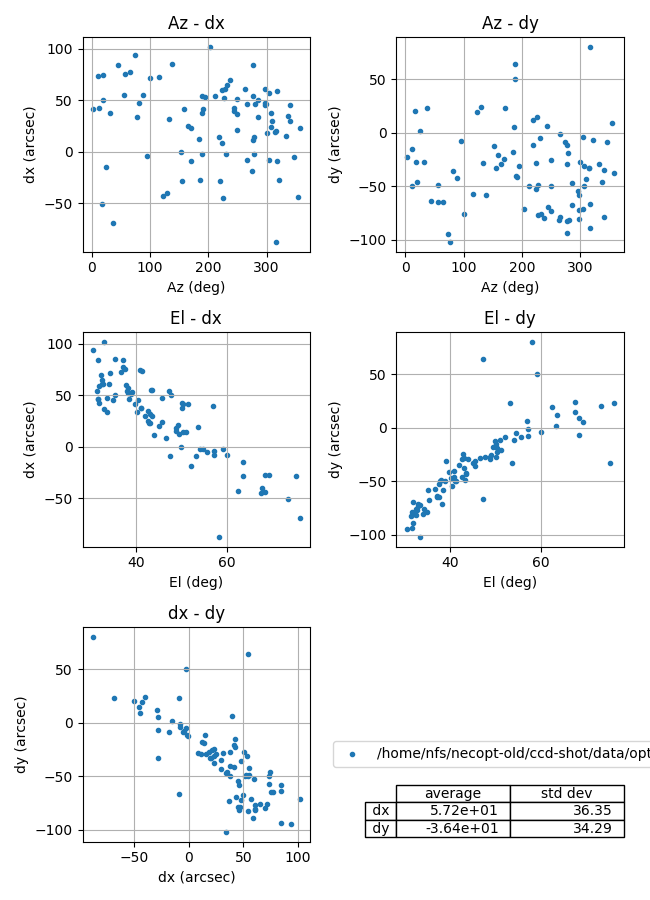 Az - dx
dx (arcsec)
100
50
0
−50
0 100 200 300
Az (deg)
Az - dy
dy (arcsec)
50
0
−50
−100
0 100 200 300
Az (deg)
El - dx
dx (arcsec)
100
50
0
−50
40 60
El (deg)
El - dy
dy (arcsec)
50
0
−50
−100
40 60
El (deg)
dx - dy
dy (arcsec)
50
0
−50
−100
−50 0 50 100
dx (arcsec)
/home/nfs/necopt-old/ccd-shot/data/opt
average std dev
dx 5.72e+01 36.35
dy -3.64e+01 34.29